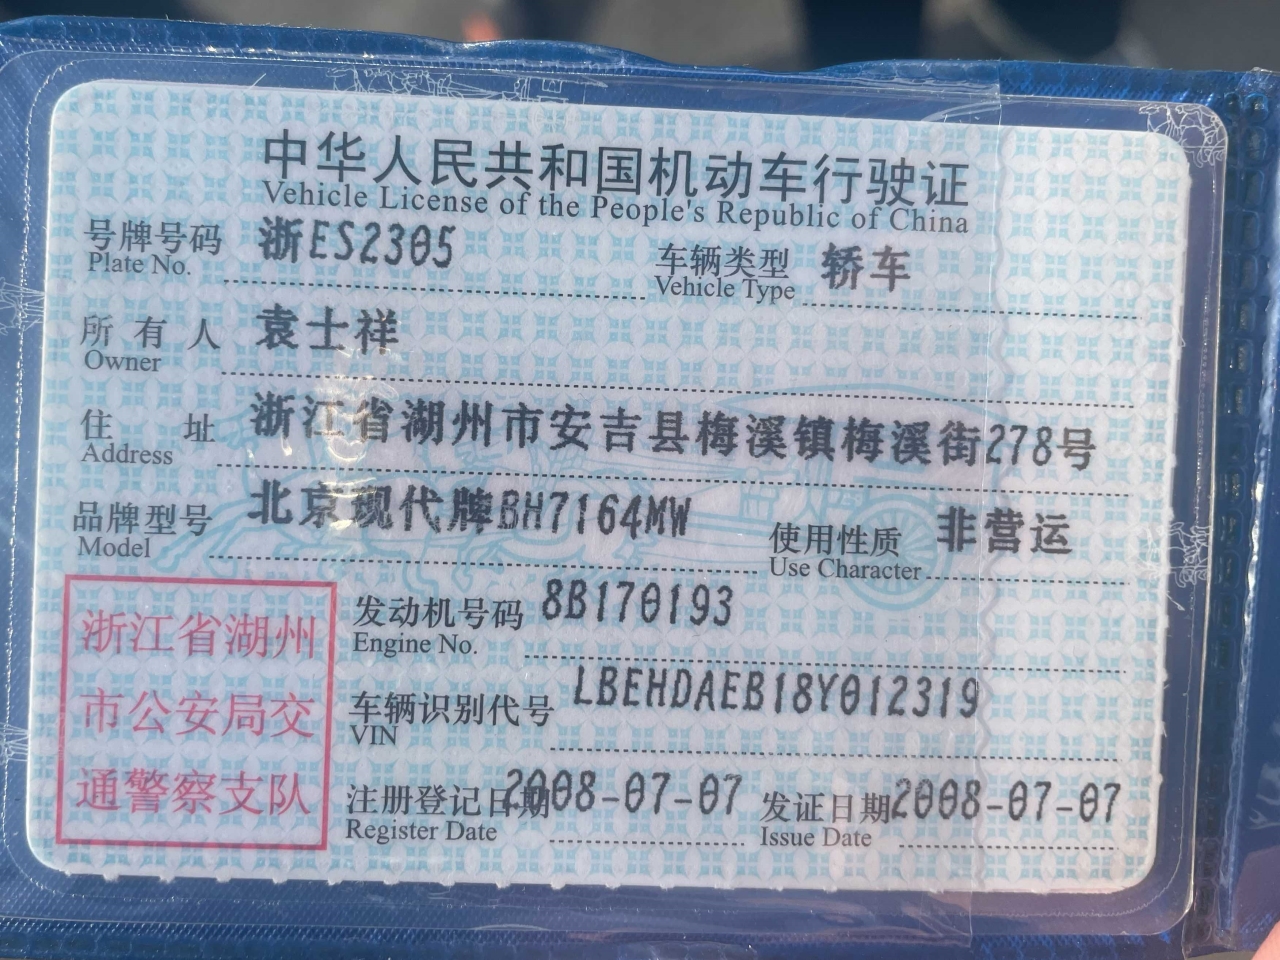 中华人民共和国机动车行驶证
Vehicle License of the People's Republic of China
号牌号码 浙ES2305 车辆类型 轿车
Plate No. Vehicle Type
所有人 袁士祥
Owner
住址 浙江省湖州市安吉县梅溪镇梅溪街278号
Address
品牌型号 北京现代牌BH7164MW 使用性质 非营运
Model Use Character
浙江省湖州
市公安局交
通警察支队
发动机号码 8B170193
Engine No.
车辆识别代号 LBEHDAEB18Y012319
VIN
注册登记日期 2008-07-07 发证日期 2008-07-07
Register Date Issue Date